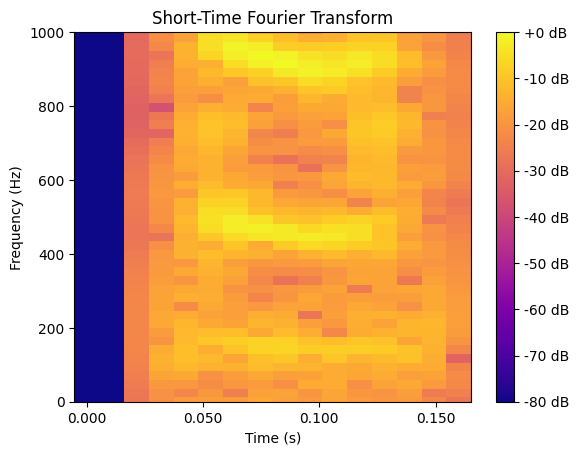 Short-Time Fourier Transform
Frequency (Hz)
1000
800
600
400
200
0
0.000 0.050 0.100 0.150
Time (s)
+0 dB
-10 dB
-20 dB
-30 dB
-40 dB
-50 dB
-60 dB
-70 dB
-80 dB